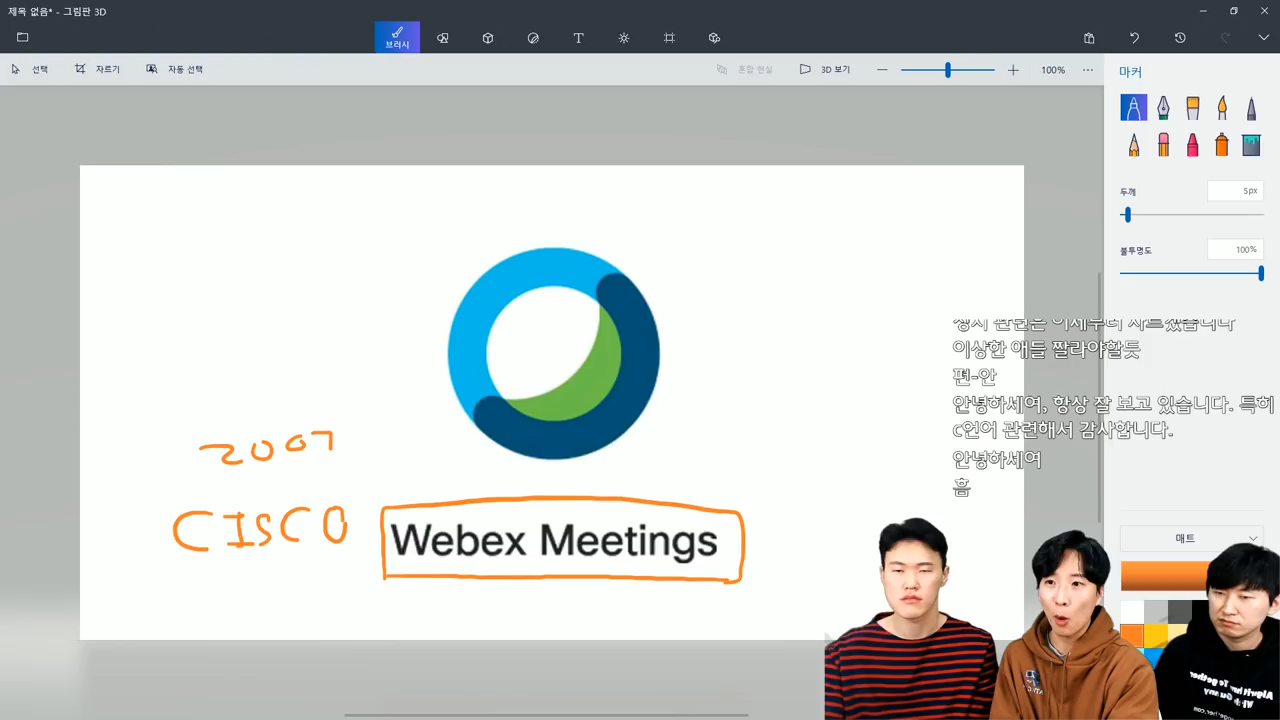 제목 없음* - 그림판 3D
브러시
선택
자르기
자동 선택
혼합 현실
3D 보기
100%
마커
두께
5px
불투명도
100%
이상한 애들 짤라야할듯
편-안
안녕하세여, 항상 잘 보고 있습니다. 특히
c언어 관련해서 감사합니다.
안녕하세여
흠
2007
CISCO
Webex Meetings
매트